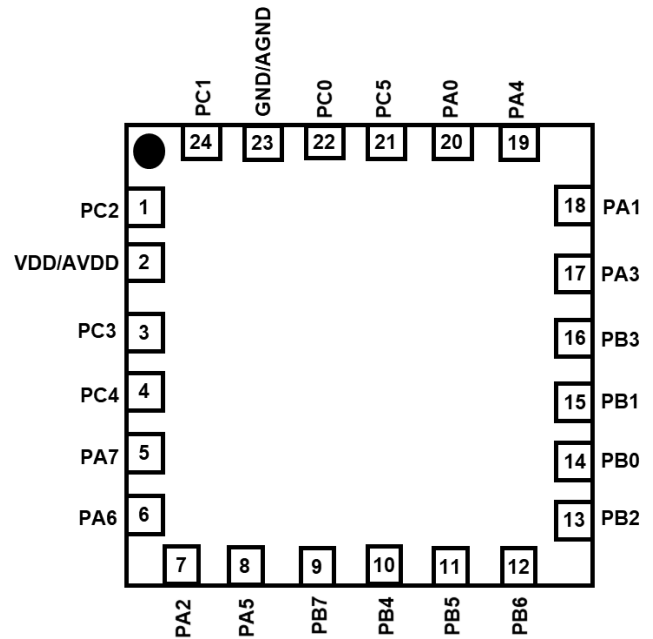 PC1
GND/AGND
PC0
PC5
PA0
PA4
24
23
22
21
20
19
PC2 1
VDD/AVDD 2
PC3 3
PC4 4
PA7 5
PA6 6
18 PA1
17 PA3
16 PB3
15 PB1
14 PB0
13 PB2
7
8
9
10
11
12
PA2
PA5
PB7
PB4
PB5
PB6